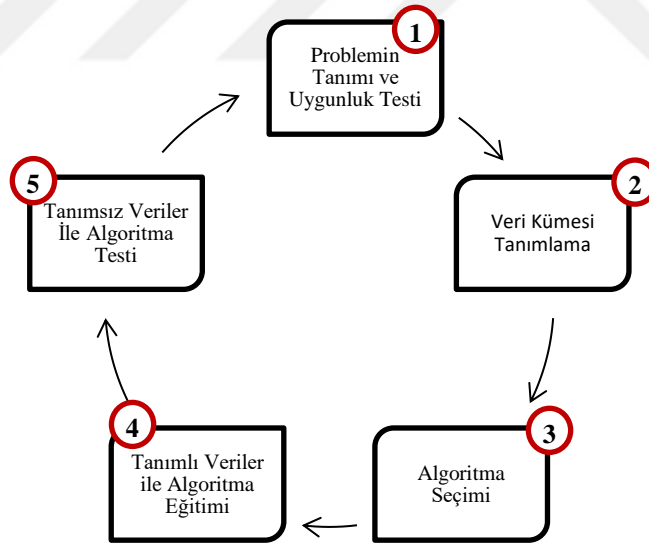 1
Problemin
Tanımı ve
Uygunluk Testi
2
Veri Kümesi
Tanımlama
3
Algoritma
Seçimi
4
Tanımlı Veriler
ile Algoritma
Eğitimi
5
Tanımsız Veriler
İle Algoritma
Testi